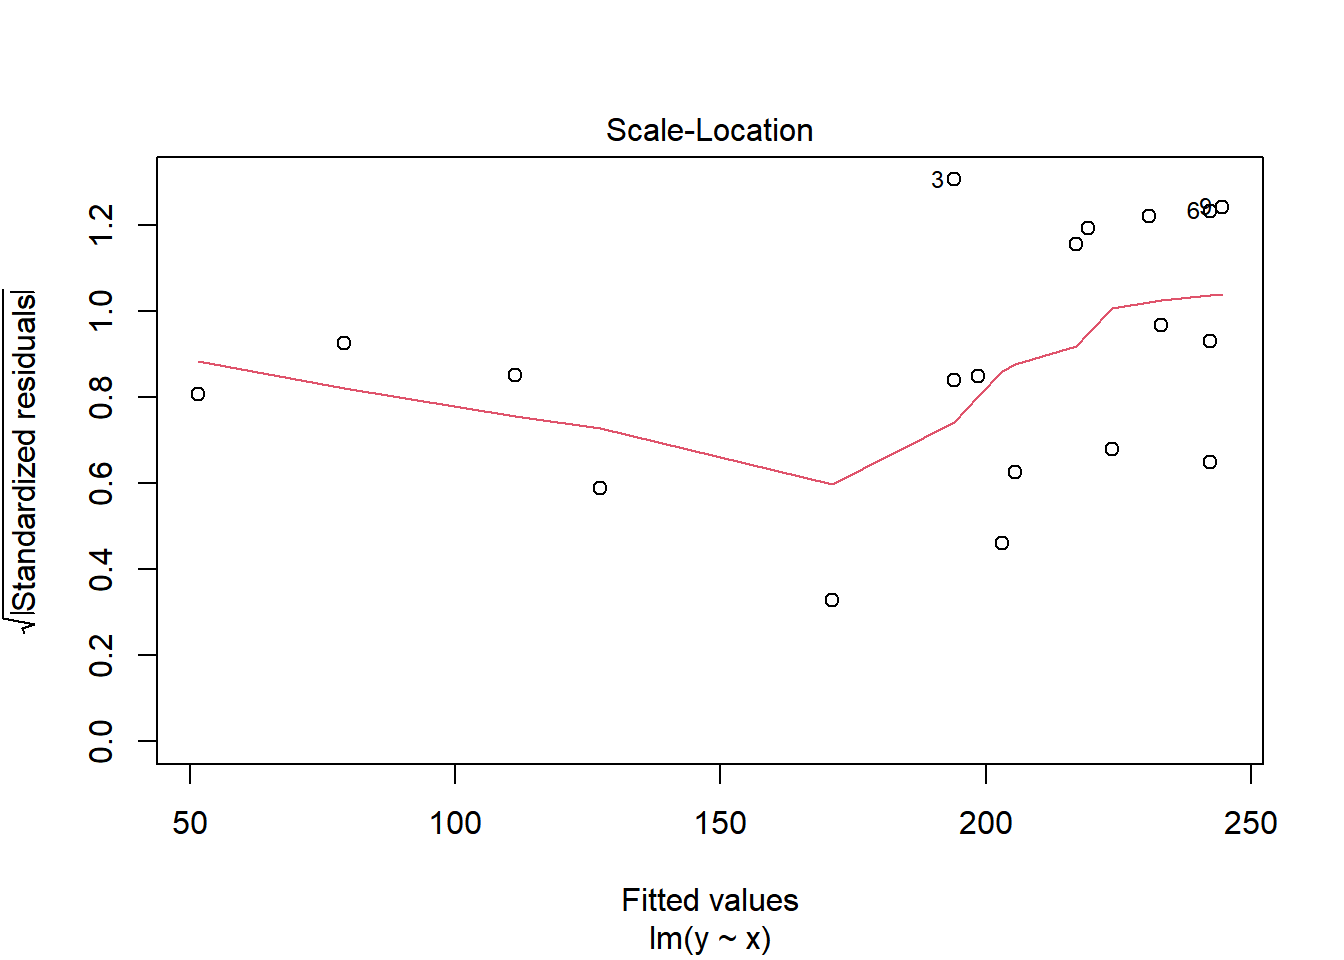 Scale-Location
√|Standardized residuals|
1.2
1.0
0.8
0.6
0.4
0.2
0.0
3
6
9
50 100 150 200 250
Fitted values
lm(y ~ x)